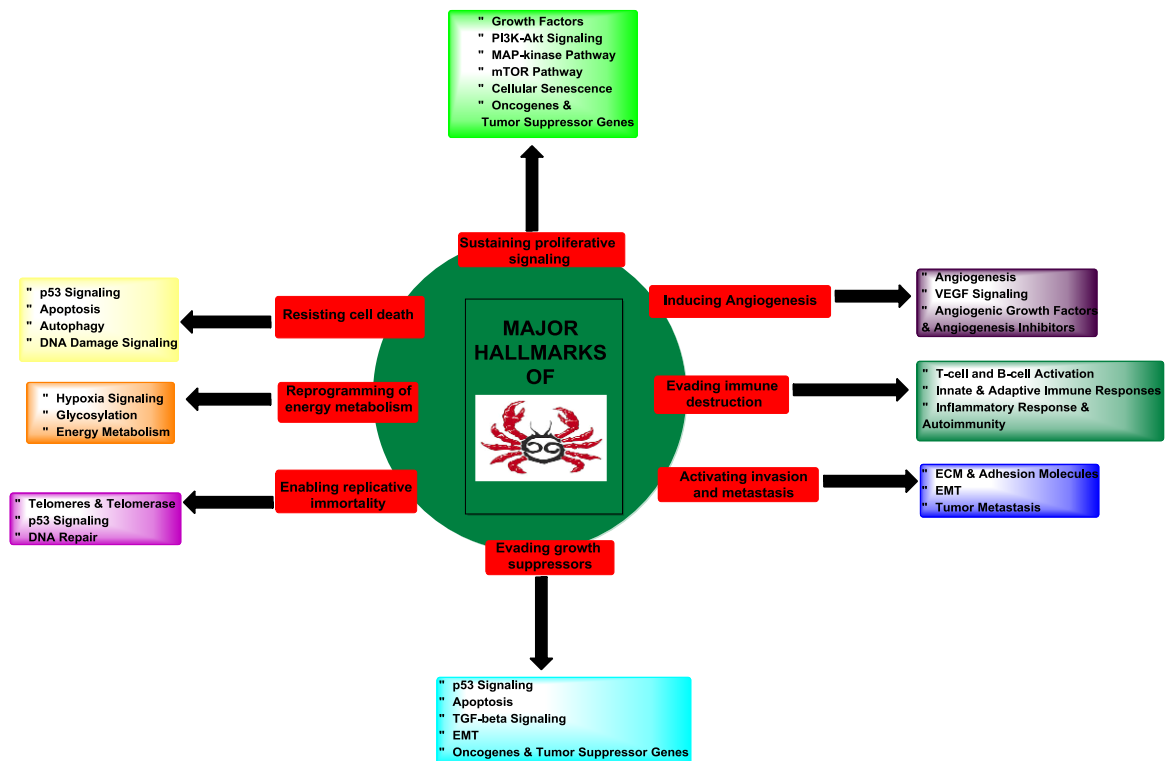 " Growth Factors
" PI3K-Akt Signaling
" MAP-kinase Pathway
" mTOR Pathway
" Cellular Senescence
" Oncogenes &
Tumor Suppressor Genes
Sustaining proliferative
signaling
" p53 Signaling
" Apoptosis
" Autophagy
" DNA Damage Signaling
Resisting cell death
Inducing Angiogenesis
" Angiogenesis
" VEGF Signaling
" Angiogenic Growth Factors
& Angiogenesis Inhibitors
MAJOR
HALLMARKS
OF
" Hypoxia Signaling
" Glycosylation
" Energy Metabolism
Reprogramming of
energy metabolism
Evading immune
destruction
" T-cell and B-cell Activation
" Innate & Adaptive Immune Responses
" Inflammatory Response &
Autoimmunity
" Telomeres & Telomerase
" p53 Signaling
" DNA Repair
Enabling replicative
immortality
Activating invasion
and metastasis
" ECM & Adhesion Molecules
" EMT
" Tumor Metastasis
Evading growth
suppressors
" p53 Signaling
" Apoptosis
" TGF-beta Signaling
" EMT
" Oncogenes & Tumor Suppressor Genes